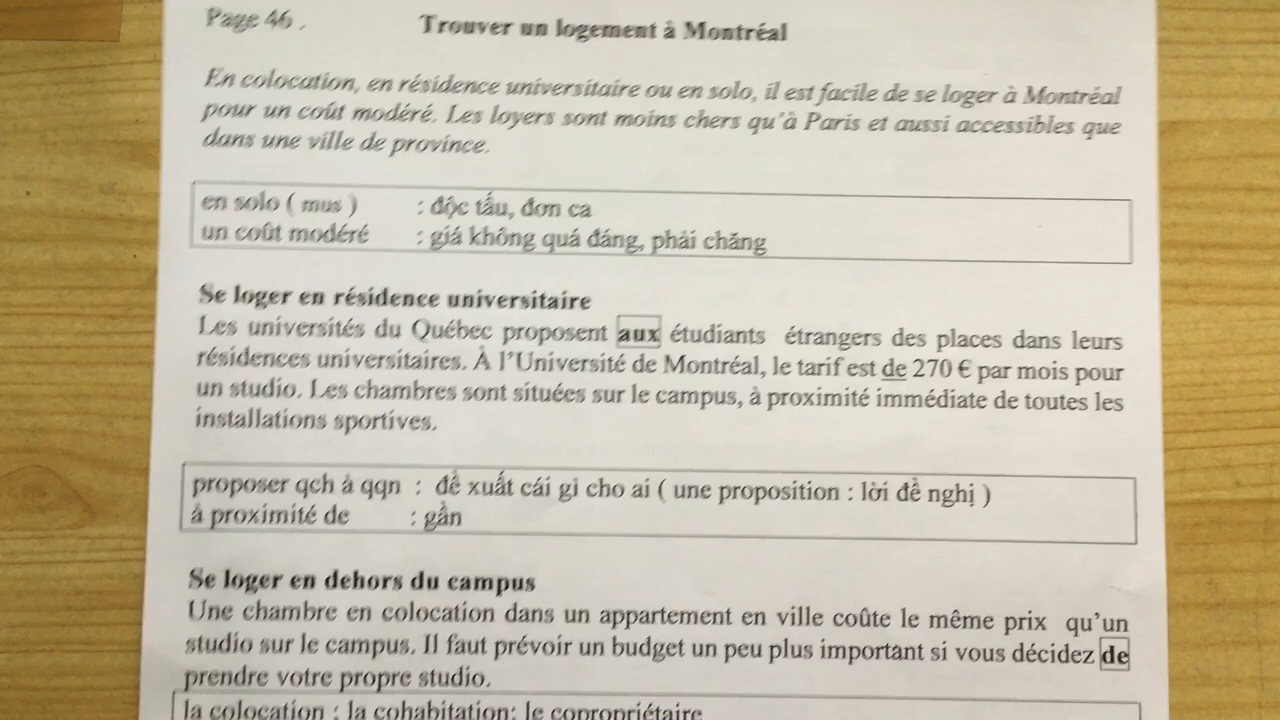 Page 46 . Trouver un logement à Montréal
En colocation, en résidence universitaire ou en solo, il est facile de se loger à Montréal
pour un coût modéré. Les loyers sont moins chers qu'à Paris et aussi accessibles que
dans une ville de province.
en solo ( mus ) : độc tấu, đơn ca
un coût modéré : giá không quá đáng, phải chăng
Se loger en résidence universitaire
Les universités du Québec proposent aux étudiants étrangers des places dans leurs
résidences universitaires. À l'Université de Montréal, le tarif est de 270 € par mois pour
un studio. Les chambres sont situées sur le campus, à proximité immédiate de toutes les
installations sportives.
proposer qch à qqn : đề xuất cái gì cho ai ( une proposition : lời đề nghị )
à proximité de : gần
Se loger en dehors du campus
Une chambre en colocation dans un appartement en ville coûte le même prix qu'un
studio sur le campus. Il faut prévoir un budget un peu plus important si vous décidez de
prendre votre propre studio.
la colocation : la cohabitation; le copropriétaire